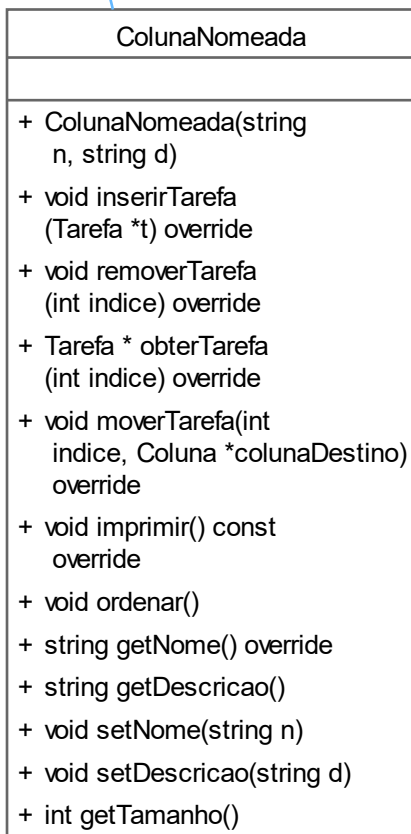 ColunaNomeada
+ ColunaNomeada(string
n, string d)
+ void inserirTarefa
(Tarefa *t) override
+ void removerTarefa
(int indice) override
+ Tarefa * obterTarefa
(int indice) override
+ void moverTarefa(int
indice, Coluna *colunaDestino)
override
+ void imprimir() const
override
+ void ordenar()
+ string getNome() override
+ string getDescricao()
+ void setNome(string n)
+ void setDescricao(string d)
+ int getTamanho()